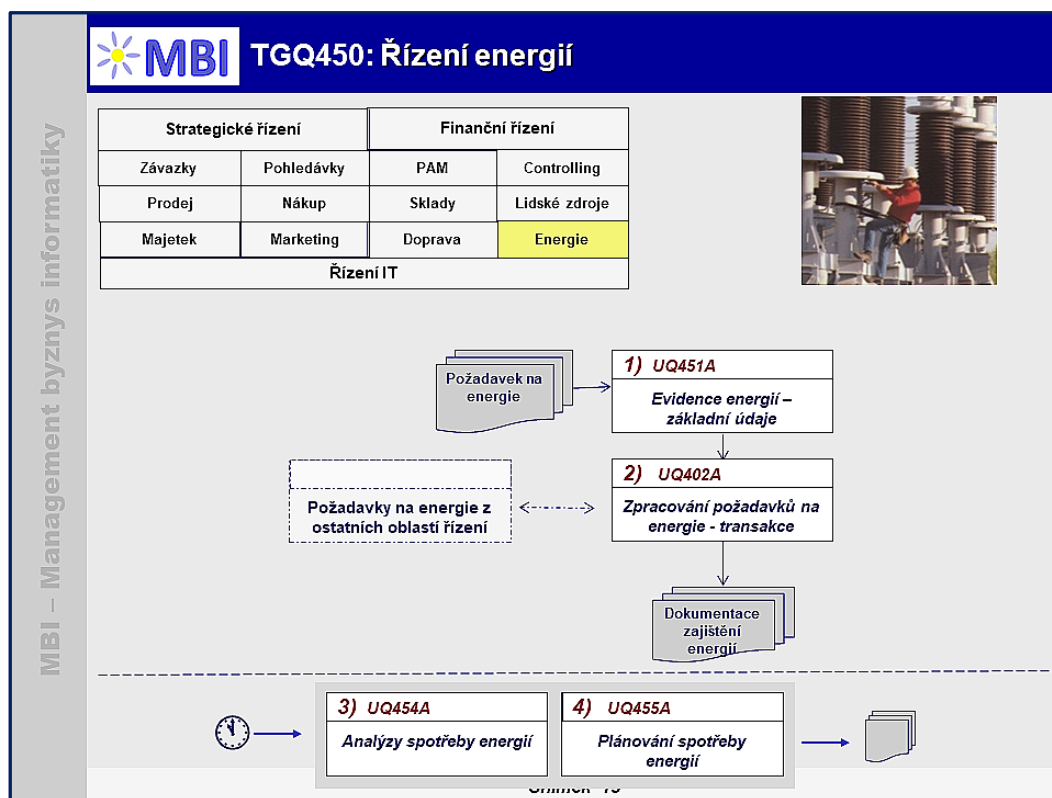 MBI
TGQ450: Řízení energií
MBI – Management byznys informatiky
Strategické řízení
Finanční řízení
Závazky
Pohledávky
PAM
Controlling
Prodej
Nákup
Sklady
Lidské zdroje
Majetek
Marketing
Doprava
Energie
Řízení IT
Požadavek na
energie
1) UQ451A
Evidence energií –
základní údaje
2) UQ402A
Zpracování požadavků na
energie - transakce
Požadavky na energie z
ostatních oblastí řízení
Dokumentace
zajištění
energií
3) UQ454A
Analýzy spotřeby energií
4) UQ455A
Plánování spotřeby
energií